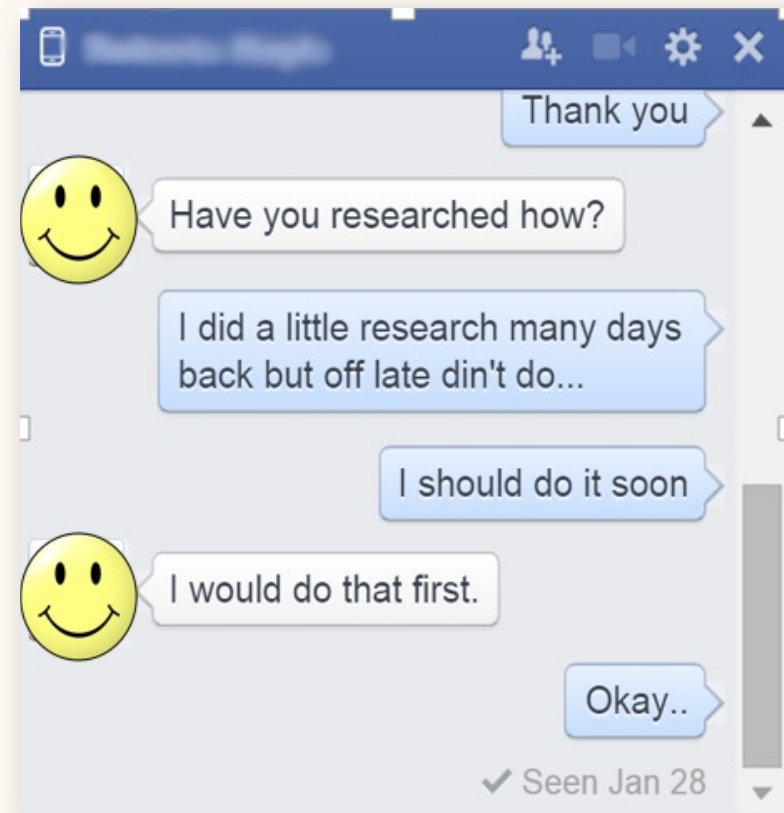 Thank you
Have you researched how?
I did a little research many days
back but off late din't do...
I should do it soon
I would do that first.
Okay..
Seen Jan 28